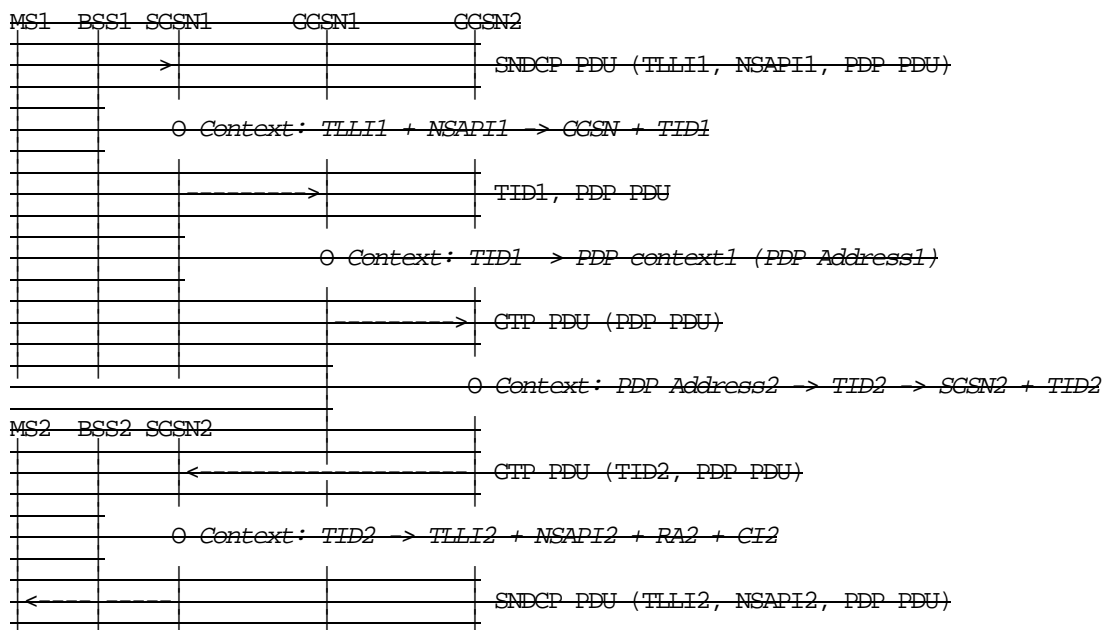 MS1 BSS1 SGSN1 GGSN1 GGSN2
SNDCP PDU (TLLI1, NSAPI1, PDP PDU)
O Context: TLLI1 + NSAPI1 -> GGSN + TID1
TID1, PDP PDU
O Context: TID1 -> PDP context1 (PDP Address1)
GTP PDU (PDP PDU)
O Context: PDP Address2 -> TID2 -> SGSN2 + TID2
MS2 BSS2 SGSN2
GTP PDU (TID2, PDP PDU)
O Context: TID2 -> TLLI2 + NSAPI2 + RA2 + CI2
SNDCP PDU (TLLI2, NSAPI2, PDP PDU)